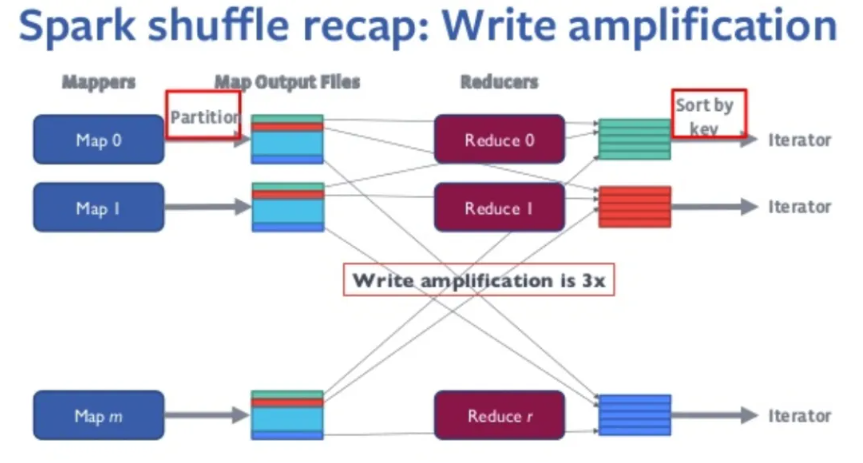 Spark shuffle recap: Write amplification
Mappers
Map Output Files
Reducers
Partition
Sort by
key
Map 0
Reduce 0
Iterator
Map 1
Reduce 1
Iterator
Write amplification is 3x
Map m
Reduce r
Iterator